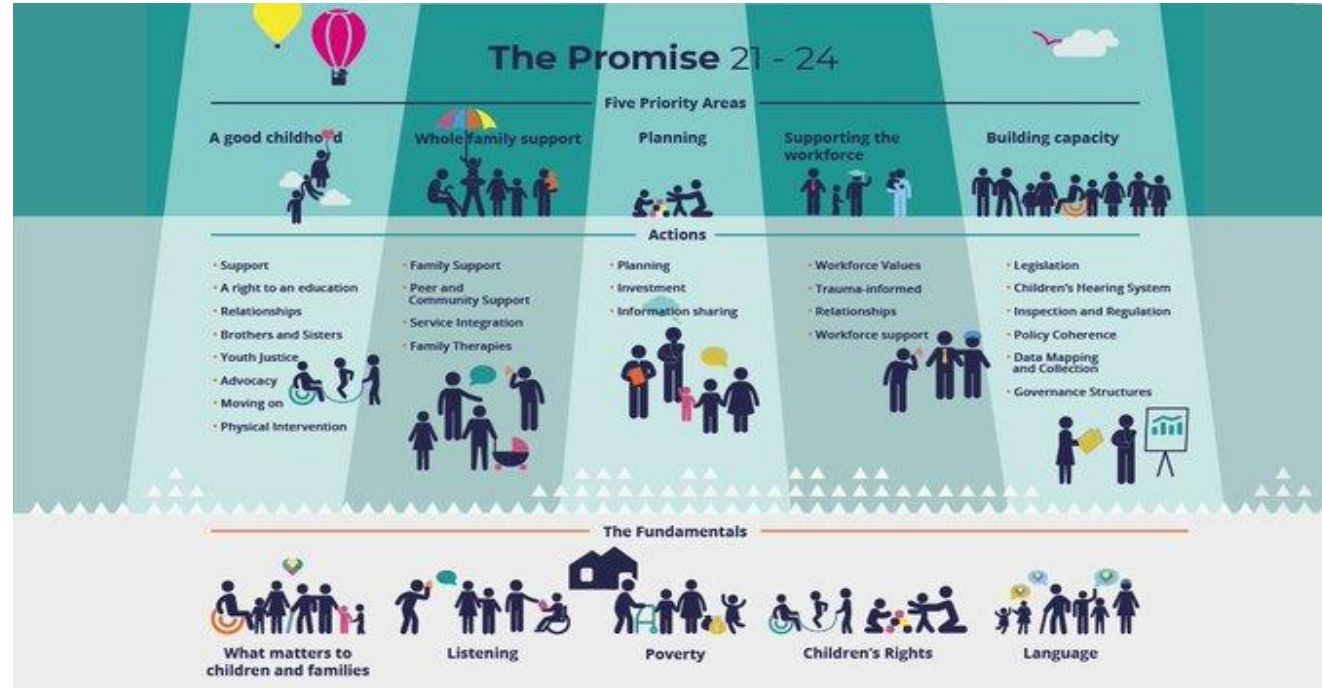 The Promise 21 - 24
Five Priority Areas
A good childhood
Whole family support
Planning
Supporting the
workforce
Building capacity
Actions
• Support
• A right to an education
• Relationships
• Brothers and Sisters
• Youth Justice
• Advocacy
• Moving on
• Physical Intervention
• Family Support
• Peer and
Community Support
• Service Integration
• Family Therapies
• Planning
• Investment
• Information sharing
• Workforce Values
• Trauma-informed
• Relationships
• Workforce support
• Legislation
• Children's Hearing System
• Inspection and Regulation
• Policy Coherence
• Data Mapping
and Collection
• Governance Structures
The Fundamentals
What matters to
children and families
Listening
Poverty
Children's Rights
Language